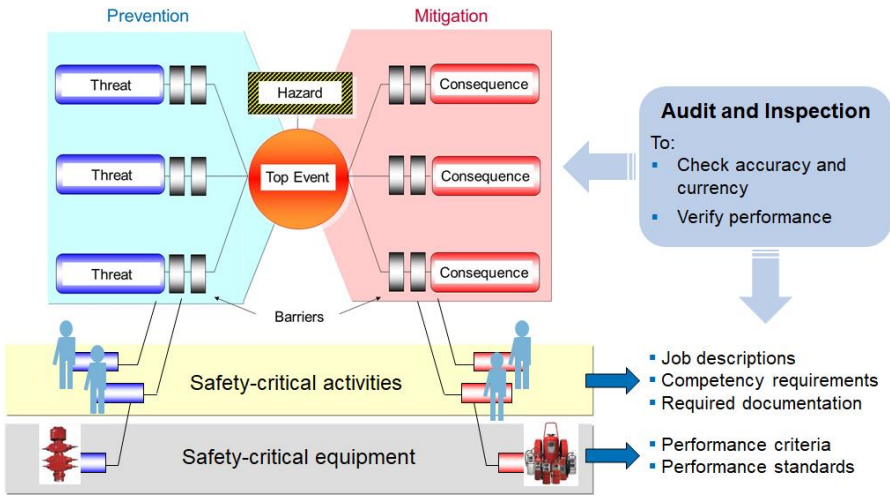 Prevention
Mitigation
Hazard
Threat
Consequence
Top Event
Threat
Consequence
Threat
Consequence
Barriers
Audit and Inspection
To:
▪ Check accuracy and
currency
▪ Verify performance
Safety-critical activities
▪ Job descriptions
▪ Competency requirements
▪ Required documentation
Safety-critical equipment
▪ Performance criteria
▪ Performance standards